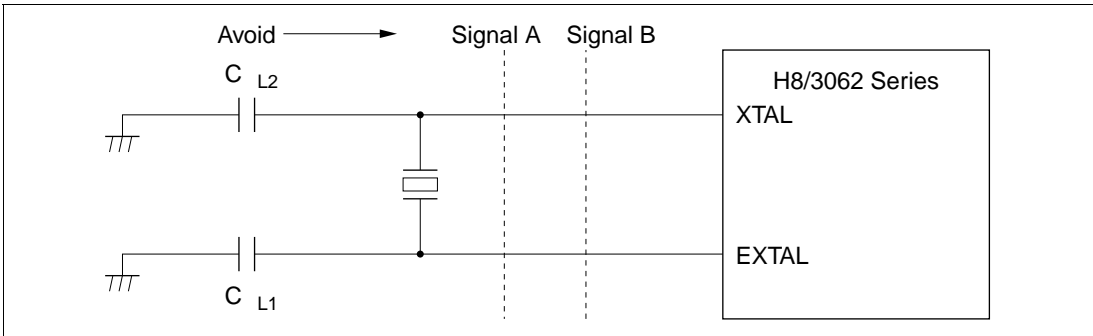 Avoid Signal A Signal B
C L2
H8/3062 Series
XTAL
EXTAL
C L1